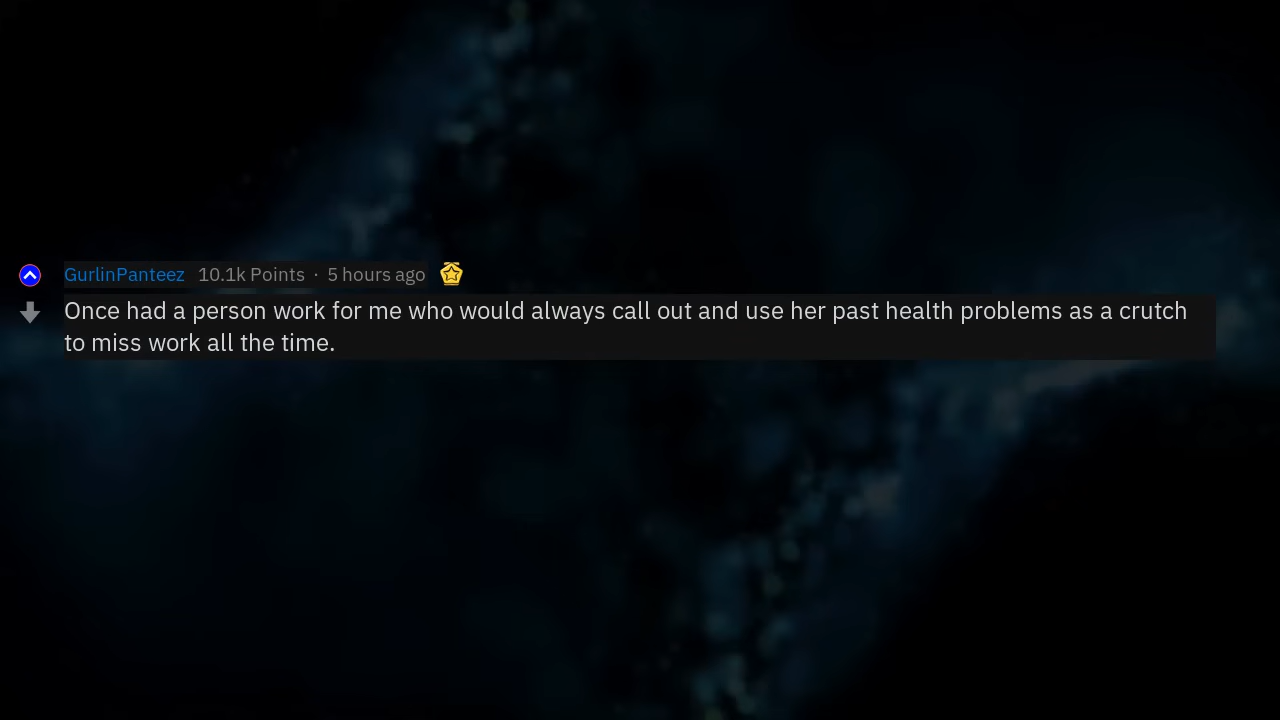 GurlinPanteez 10.1k Points · 5 hours ago
Once had a person work for me who would always call out and use her past health problems as a crutch
to miss work all the time.